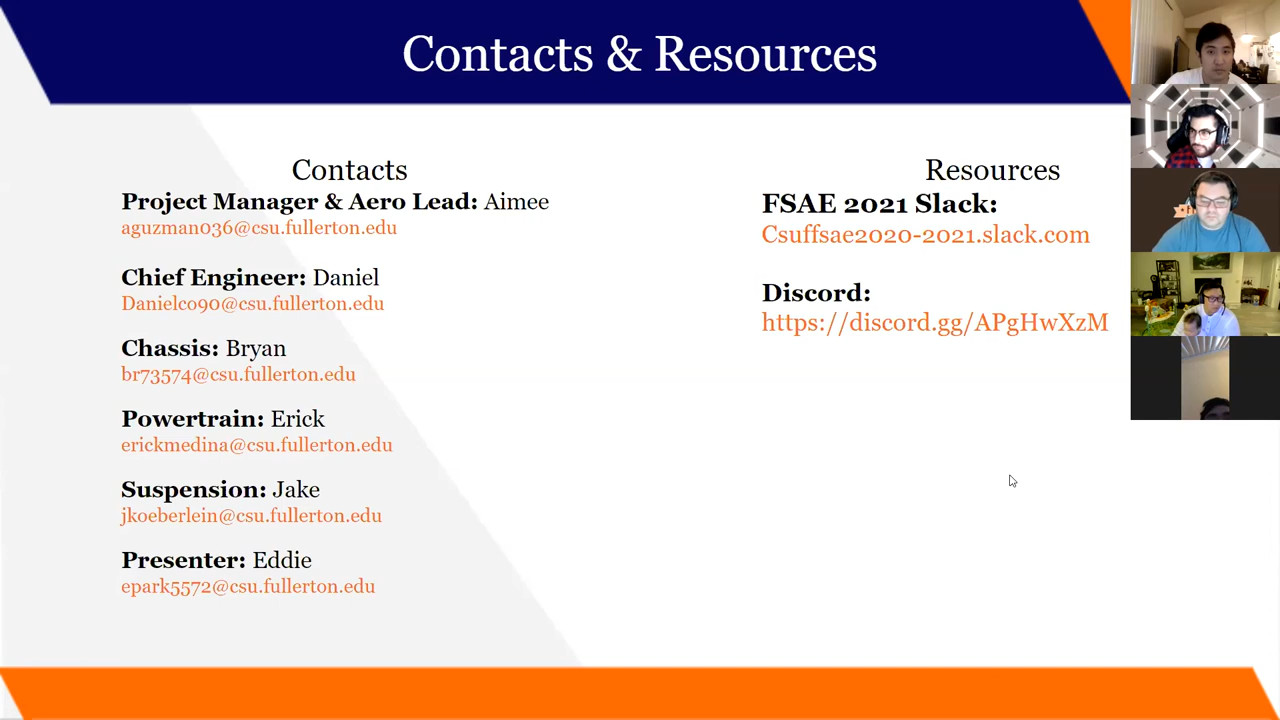 Contacts & Resources
Contacts
Project Manager & Aero Lead: Aimee
aguzman036@csu.fullerton.edu
Chief Engineer: Daniel
Danielco90@csu.fullerton.edu
Chassis: Bryan
br73574@csu.fullerton.edu
Powertrain: Erick
erickmedina@csu.fullerton.edu
Suspension: Jake
jkoeberlein@csu.fullerton.edu
Presenter: Eddie
epark5572@csu.fullerton.edu
Resources
FSAE 2021 Slack:
Csuffsae2020-2021.slack.com
Discord:
https://discord.gg/APgHwXzM